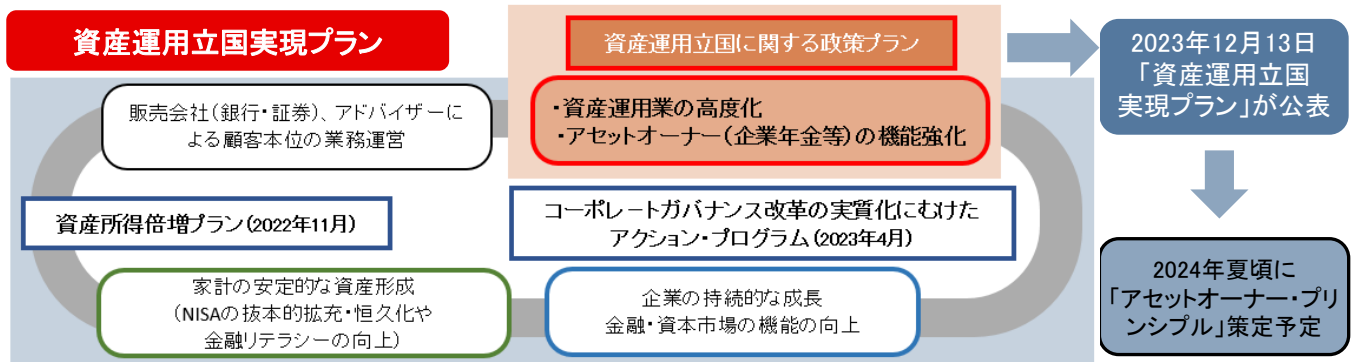 資産運用立国実現プラン
資産運用立国に関する政策プラン
・資産運用業の高度化
・アセットオーナー(企業年金等)の機能強化
販売会社(銀行・証券)、アドバイザーに
よる顧客本位の業務運営
資産所得倍増プラン(2022年11月)
コーポレートガバナンス改革の実質化にむけた
アクション・プログラム(2023年4月)
家計の安定的な資産形成
(NISAの抜本的拡充・恒久化や
金融リテラシーの向上)
企業の持続的な成長
金融・資本市場の機能の向上
2023年12月13日
「資産運用立国
実現プラン」が公表
2024年夏頃に
「アセットオーナー・プリ
ンシプル」策定予定